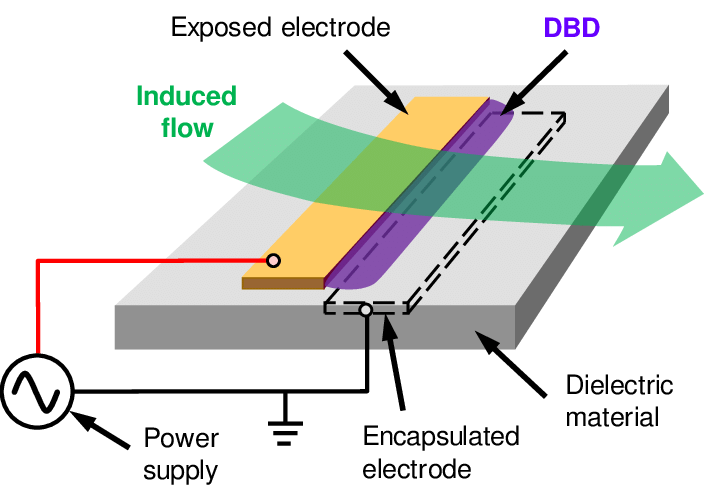 Exposed electrode
DBD
Induced
flow
Dielectric
material
Power
supply
Encapsulated
electrode